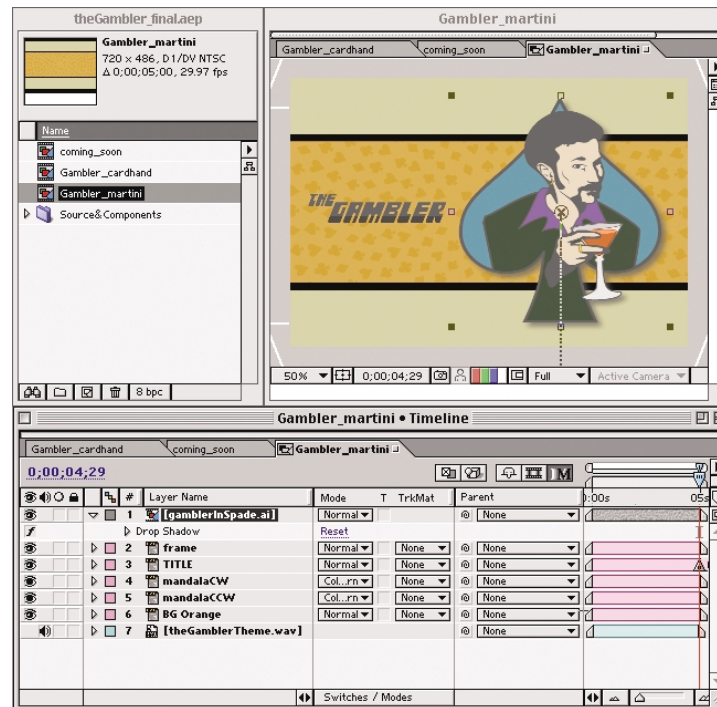 theGambler_final.aep
Gambler_martini
720 x 486, D1/DV NTSC
Δ 0;00;05;00, 29.97 fps
Name
coming_soon
Gambler_cardhand
Gambler_martini
Source&Components
8 bpc
Gambler_martini
Gambler_cardhand coming_soon Gambler_martini
THE GAMBLER
50% 0;00;04;29 Full Active Camera
Gambler_martini • Timeline
Gambler_cardhand coming_soon Gambler_martini
0;00;04;29
# Layer Name Mode T TrkMat Parent 0:00s 05s
1 [gamblerInSpade.ai] Normal None
Drop Shadow Reset
2 frame Normal None None
3 TITLE Normal None None
4 mandalaCW Col...rn None None
5 mandalaCCW Col...rn None None
6 BG Orange Normal None None
7 [theGamblerTheme.wav] None
Switches / Modes